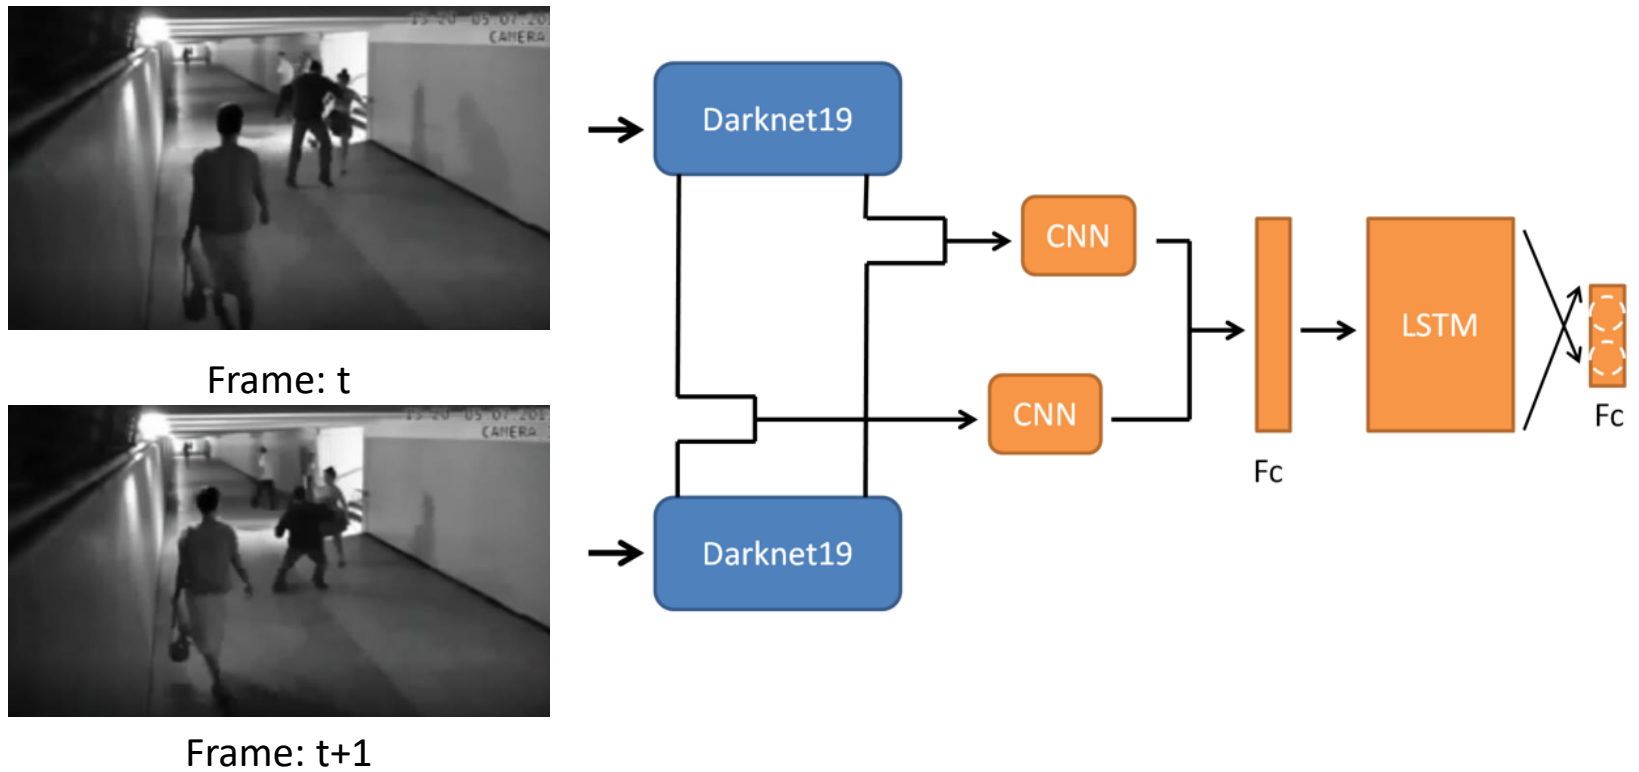 CAMERA
Frame: t
CAMERA
Frame: t+1
Darknet19
Darknet19
CNN
CNN
Fc
LSTM
Fc